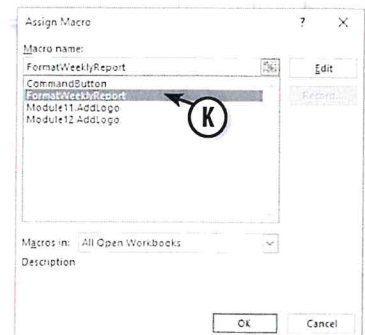 Assign Macro ? ×
Macro name:
FormatWeeklyReport
Edit
CommandButton
FormatWeeklyReport
Record...
Module11.AddLogo
Module12.AddLogo
K
Macros in: All Open Workbooks
Description
OK Cancel